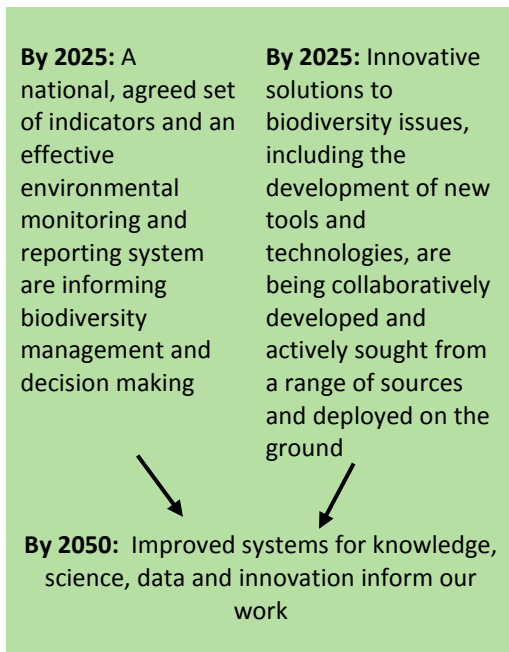 By 2025: A
national, agreed set
of indicators and an
effective
environmental
monitoring and
reporting system
are informing
biodiversity
management and
decision making
By 2025: Innovative
solutions to
biodiversity issues,
including the
development of new
tools and
technologies, are
being collaboratively
developed and
actively sought from
a range of sources
and deployed on the
ground
By 2050: Improved systems for knowledge,
science, data and innovation inform our
work